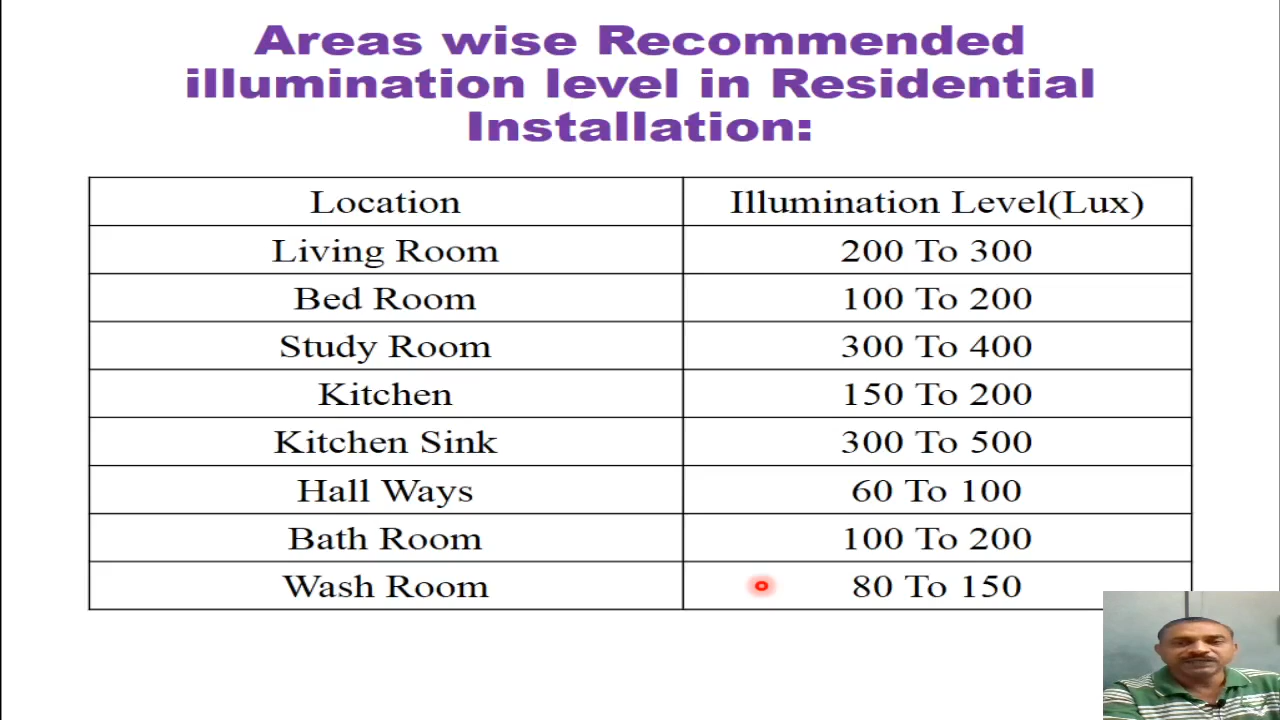 Areas wise Recommended
illumination level in Residential
Installation:
Location Illumination Level(Lux)
Living Room 200 To 300
Bed Room 100 To 200
Study Room 300 To 400
Kitchen 150 To 200
Kitchen Sink 300 To 500
Hall Ways 60 To 100
Bath Room 100 To 200
Wash Room 80 To 150